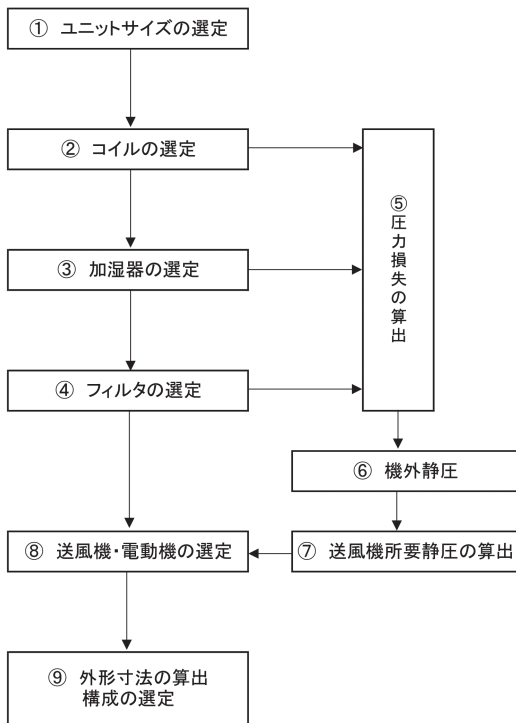 ① ユニットサイズの選定
② コイルの選定
③ 加湿器の選定
④ フィルタの選定
⑤圧力損失の算出
⑥ 機外静圧
⑦ 送風機所要静圧の算出
⑧ 送風機・電動機の選定
⑨ 外形寸法の算出
構成の選定